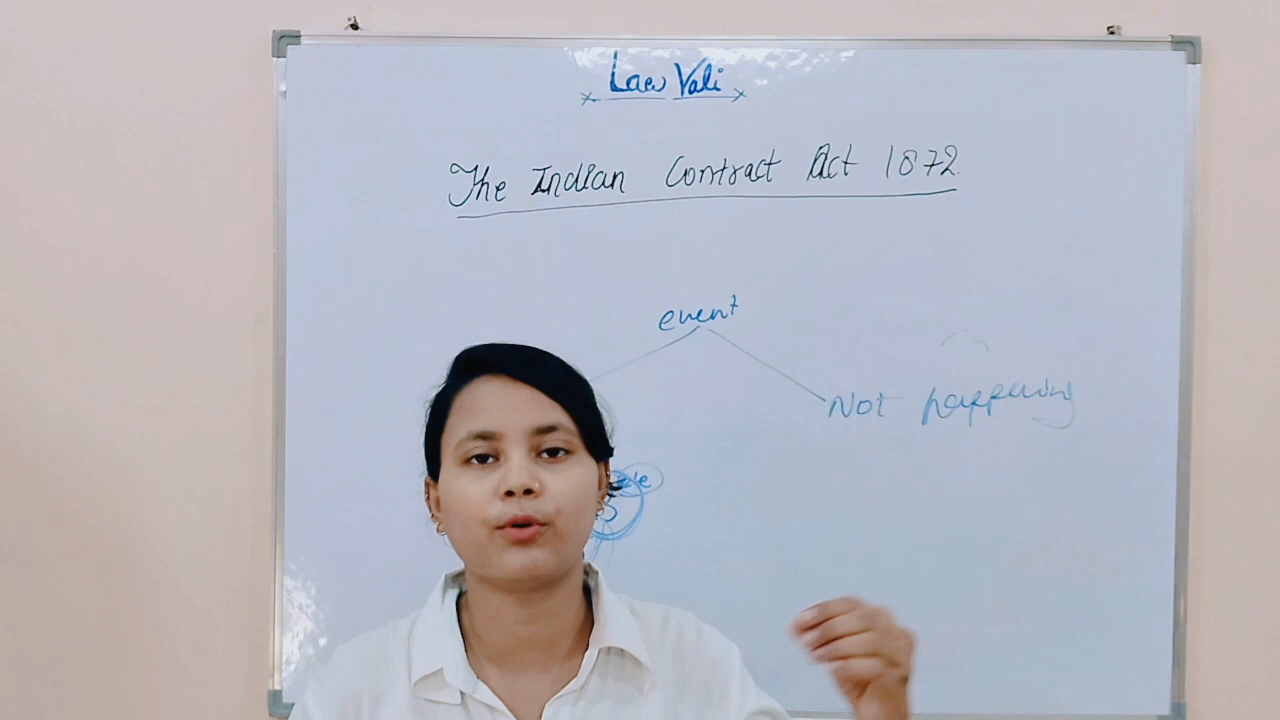 Law Vali
The Indian Contract Act 1872
event
Not happening